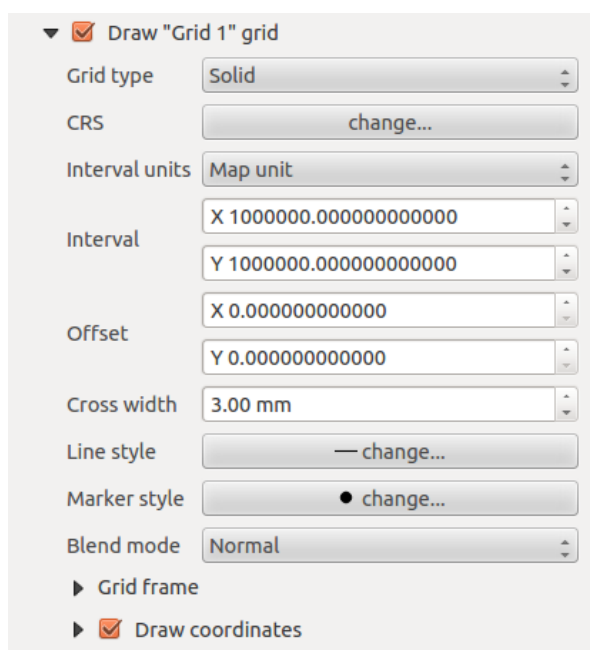 Draw "Grid 1" grid
Grid type Solid
CRS change...
Interval units Map unit
Interval
X 1000000.000000000000
Y 1000000.000000000000
Offset
X 0.000000000000
Y 0.000000000000
Cross width 3.00 mm
Line style change...
Marker style change...
Blend mode Normal
Grid frame
Draw coordinates